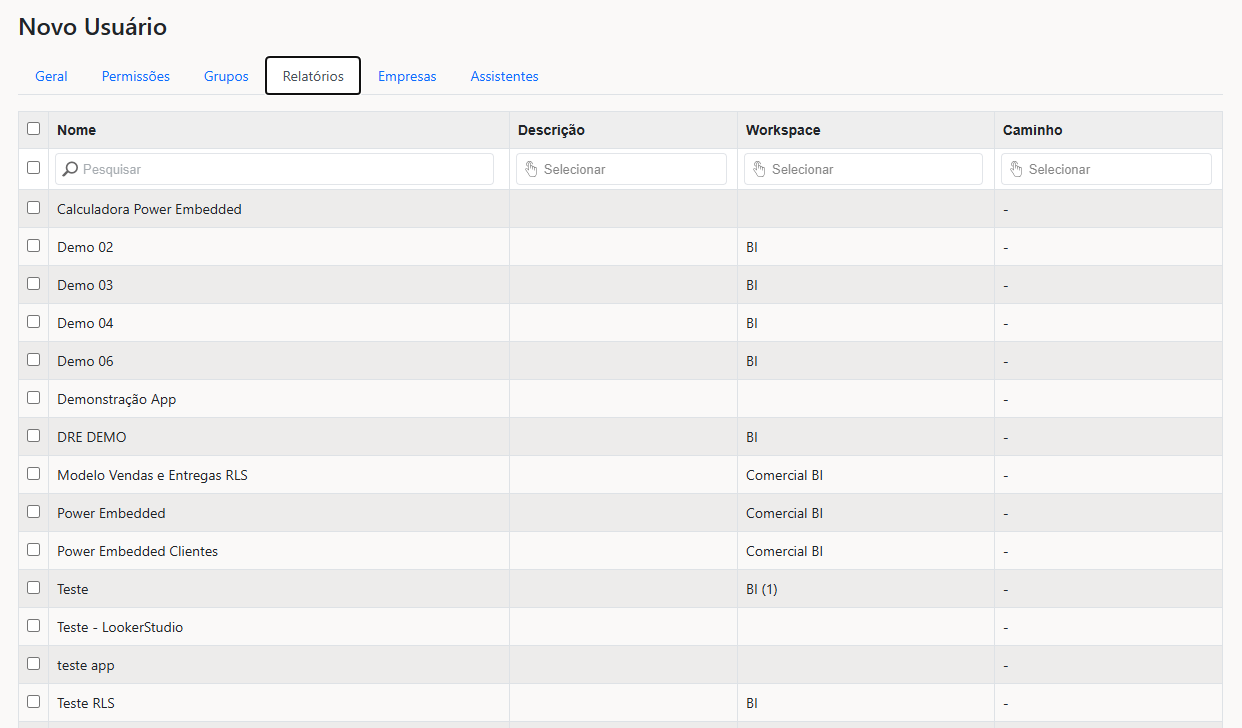 Novo Usuário
Geral Permissões Grupos Relatórios Empresas Assistentes
Nome Descrição Workspace Caminho
Pesquisar Selecionar Selecionar Selecionar
Calculadora Power Embedded -
Demo 02 BI -
Demo 03 BI -
Demo 04 BI -
Demo 06 BI -
Demonstração App -
DRE DEMO BI -
Modelo Vendas e Entregas RLS Comercial BI -
Power Embedded Comercial BI -
Power Embedded Clientes Comercial BI -
Teste BI (1) -
Teste - LookerStudio -
teste app -
Teste RLS BI -